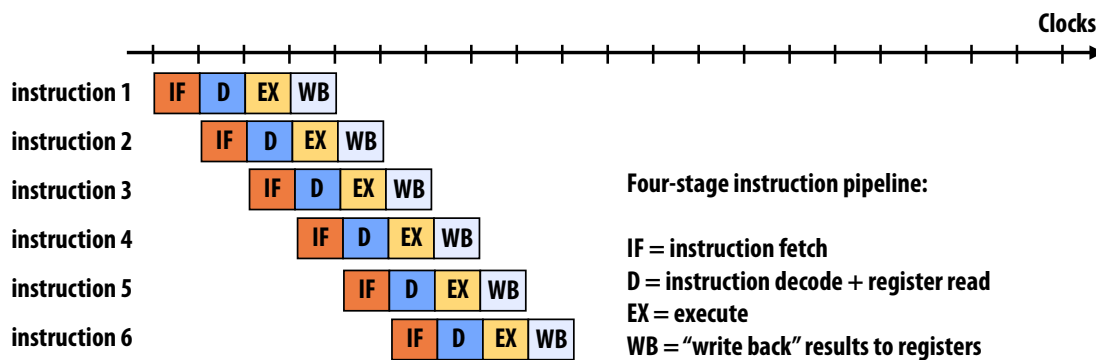 Clocks
instruction 1 IF D EX WB
instruction 2 IF D EX WB
instruction 3 IF D EX WB
instruction 4 IF D EX WB
instruction 5 IF D EX WB
instruction 6 IF D EX WB
Four-stage instruction pipeline:
IF = instruction fetch
D = instruction decode + register read
EX = execute
WB = “write back” results to registers